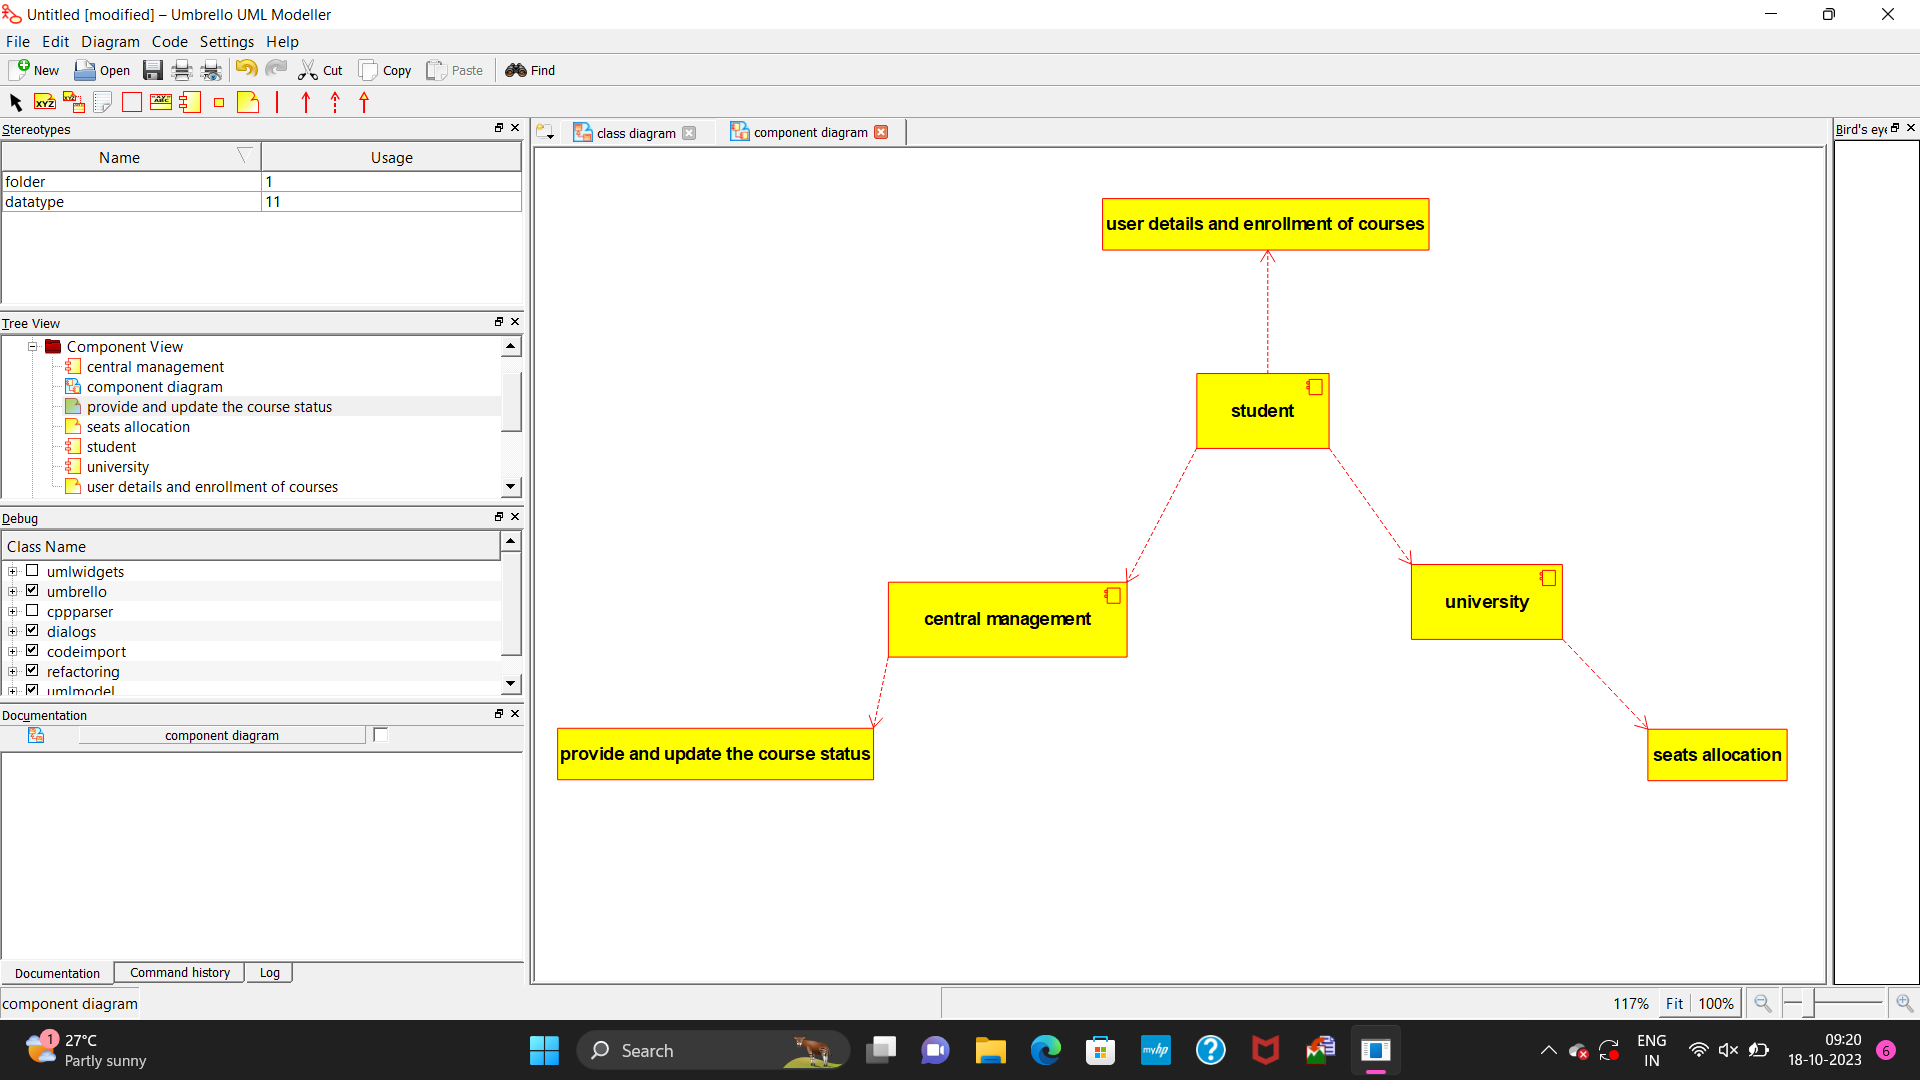 Untitled [modified] – Umbrello UML Modeller
File Edit Diagram Code Settings Help
New Open Cut Copy Paste Find
XYZ
Stereotypes
Name Usage
folder 1
datatype 11
Tree View
Component View
central management
component diagram
provide and update the course status
seats allocation
student
university
user details and enrollment of courses
Debug
Class Name
umlwidgets
umbrello
cppparser
dialogs
codeimport
refactoring
umlmodel
Documentation
component diagram
Documentation Command history Log
component diagram
class diagram component diagram
user details and enrollment of courses
student
central management
university
provide and update the course status
seats allocation
Bird's eye
117% Fit 100%
1
27°C
Partly sunny
Search
myhp
ENG
IN
09:20
18-10-2023
6